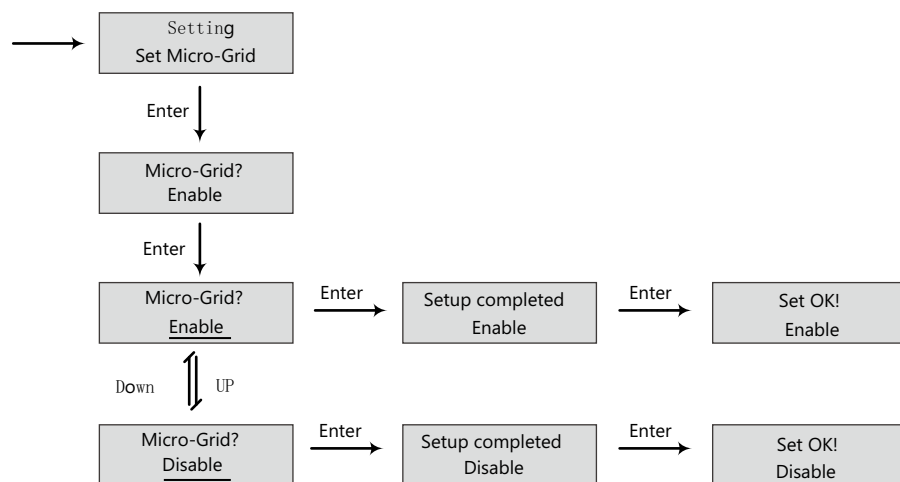 Setting
Set Micro-Grid
Enter
Micro-Grid?
Enable
Enter
Micro-Grid?
Enable
Enter
Setup completed
Enable
Enter
Set OK!
Enable
Down
UP
Micro-Grid?
Disable
Enter
Setup completed
Disable
Enter
Set OK!
Disable